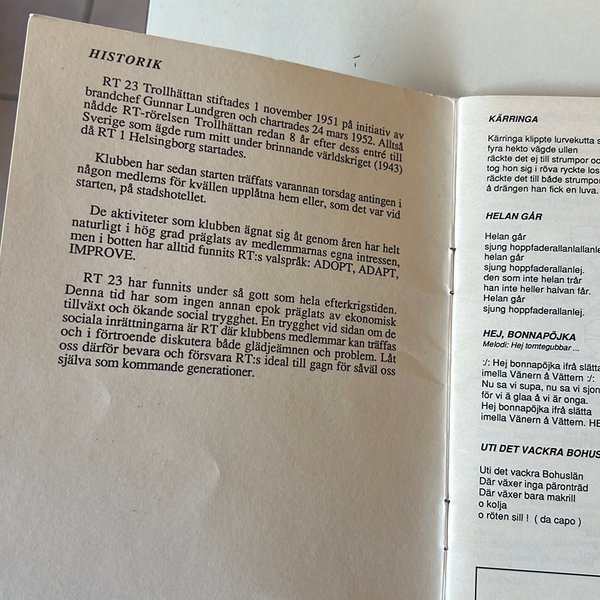 HISTORIK
RT 23 Trollhättan stiftades 1 november 1951 på initiativ av
brandchef Gunnar Lundgren och chartrades 24 mars 1952. Alltså
nådde RT-rörelsen Trollhättan redan 8 år efter dess entré till
Sverige som ägde rum mitt under brinnande världskriget (1943)
då RT 1 Helsingborg startades.
Klubben har sedan starten träffats varannan torsdag antingen i
någon medlems för kvällen upplåtna hem eller, som det var vid
starten, på stadshotellet.
De aktiviteter som klubben ägnat sig åt genom åren har helt
naturligt i hög grad präglats av medlemmarnas egna intressen,
men i botten har alltid funnits RT:s valspråk: ADOPT, ADAPT,
IMPROVE.
RT 23 har funnits under så gott som hela efterkrigstiden.
Denna tid har som ingen annan epok präglats av ekonomisk
tillväxt och ökande social trygghet. En trygghet vid sidan om de
sociala inrättningarna är RT där klubbens medlemmar kan träffas
och i förtroende diskutera både glädjeämnen och problem. Låt
oss därför bevara och försvara RT:s ideal till gagn för såväl oss
själva som kommande generationer.
KÄRRINGA
Kärringa klippte lurvekutta s
fyra hekto vägde ullen
räckte det ej till strumpor oc
tog hon sig i röva ryckte los
räckte det till både strumpor
å drängen han fick en luva.
HELAN GÅR
Helan går
sjung hoppfaderallanlallanlej
helan går
sjung hoppfaderallanlej.
den som inte helan trår
han inte heller halvan får.
Helan går
sjung hoppfaderallanlej.
HEJ, BONNAPÖJKA
Melodi: Hej tomtegubbar ...
:/: Hej bonnapöjka ifrå slätta
imella Vänern å Vättern :/:
Nu sa vi supa, nu sa vi sjon
för vi ä glaa å vi är onga.
Hej bonnapöjka ifrå slätta
imella Vänern å Vättern. HE
UTI DET VACKRA BOHUS
Uti det vackra Bohuslän
Där växer inga päronträd
Där växer bara makrill
o kolja
o röten sill ! ( da capo )